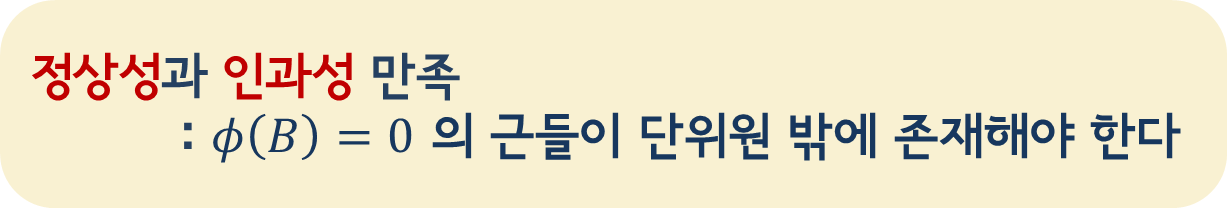 정상성과 인과성 만족
: 𝜙(𝐵) = 0 의 근들이 단위원 밖에 존재해야 한다